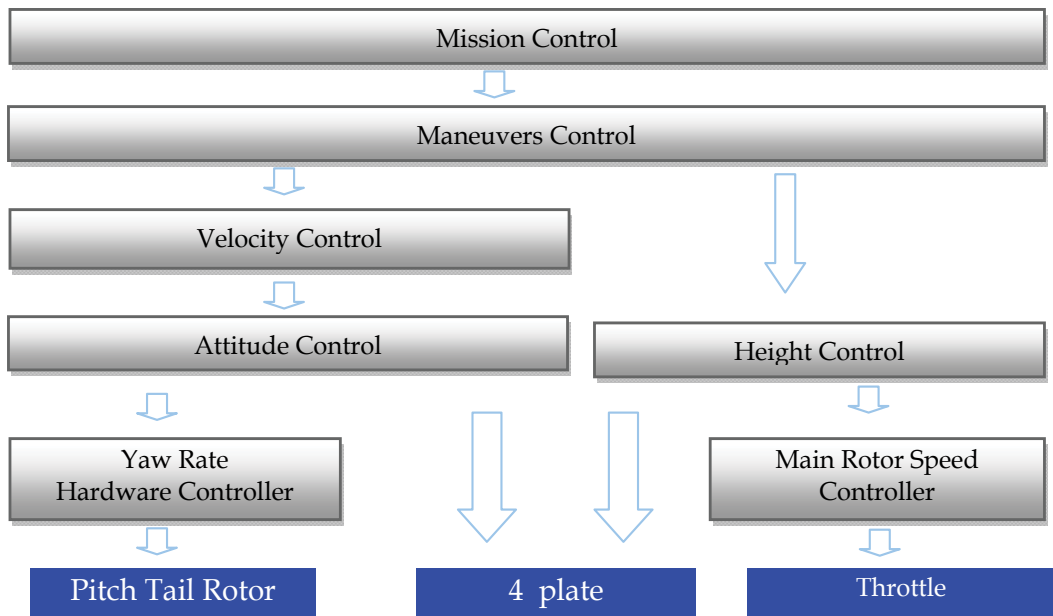 Mission Control
Maneuvers Control
Velocity Control
Attitude Control
Height Control
Yaw Rate
Hardware Controller
Main Rotor Speed
Controller
Pitch Tail Rotor
4 plate
Throttle